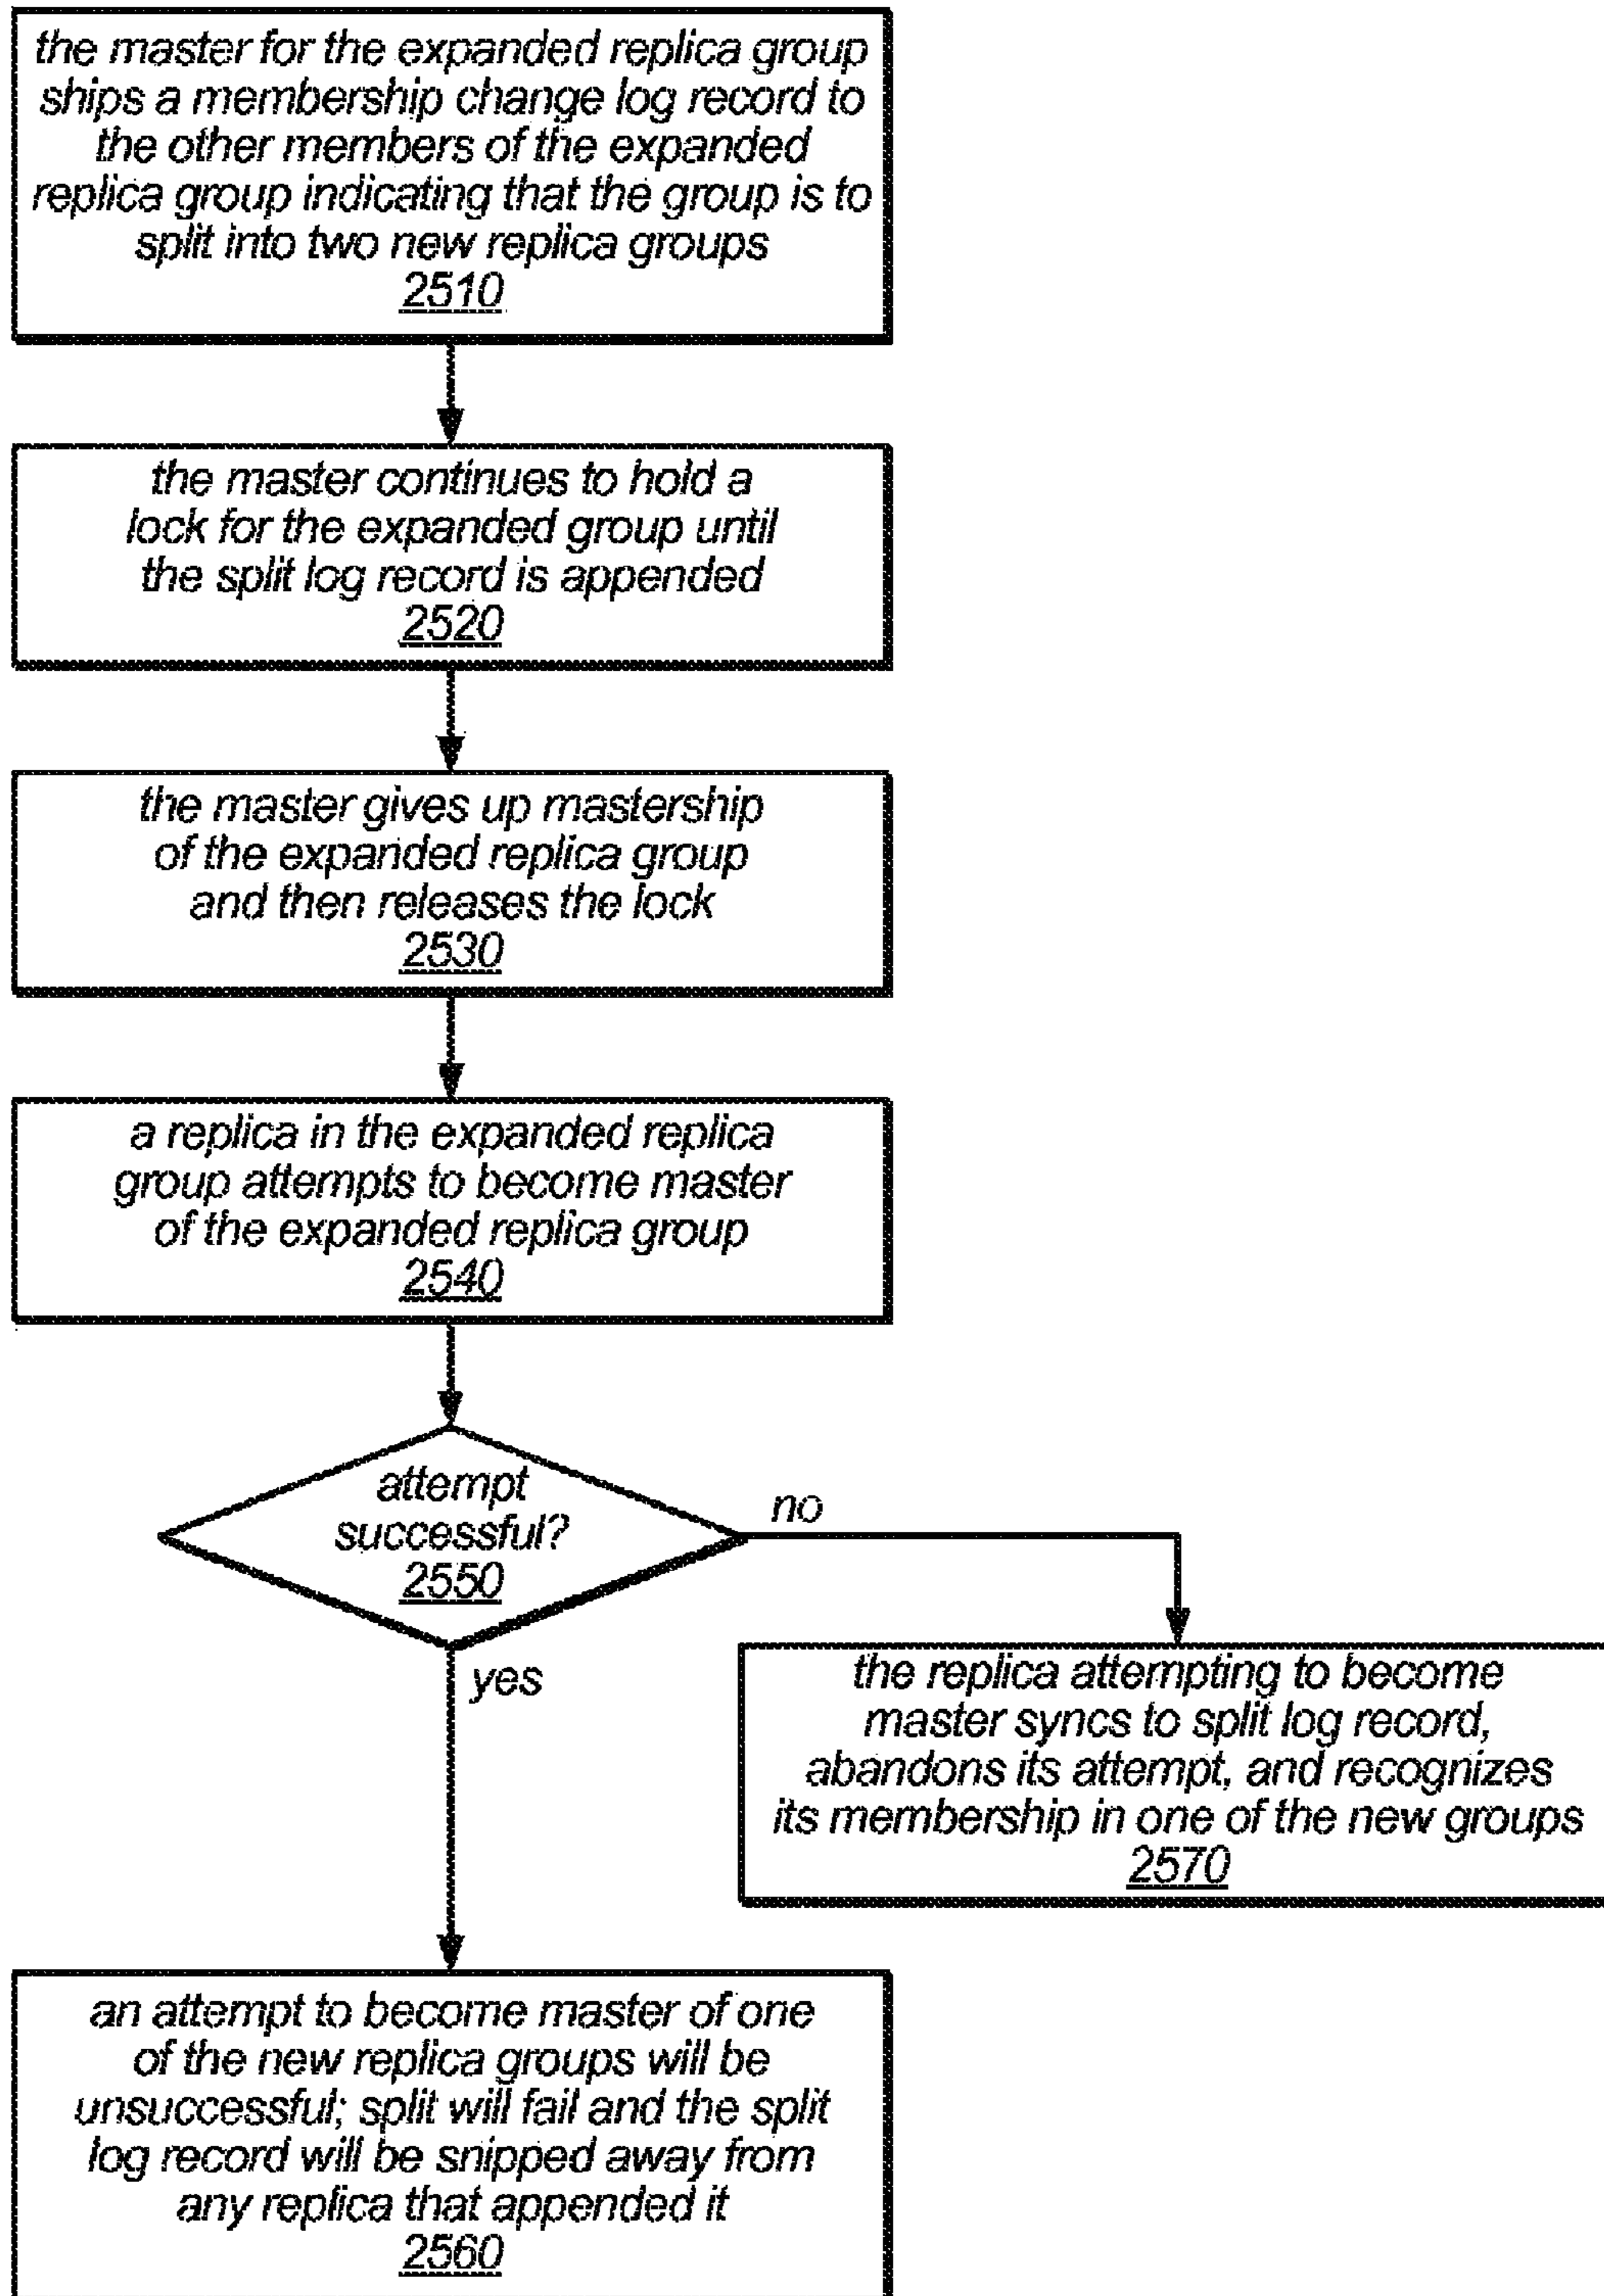 the master for the expanded replica group
ships a membership change log record to
the other members of the expanded
replica group indicating that the group is to
split into two new replica groups
2510
the master continues to hold a
lock for the expanded group until
the split log record is appended
2520
the master gives up mastership
of the expanded replica group
and then releases the lock
2530
a replica in the expanded replica
group attempts to become master
of the expanded replica group
2540
attempt
successful?
2550
no
yes
the replica attempting to become
master syncs to split log record,
abandons its attempt, and recognizes
its membership in one of the new groups
2570
an attempt to become master of one
of the new replica groups will be
unsuccessful; split will fail and the split
log record will be snipped away from
any replica that appended it
2560